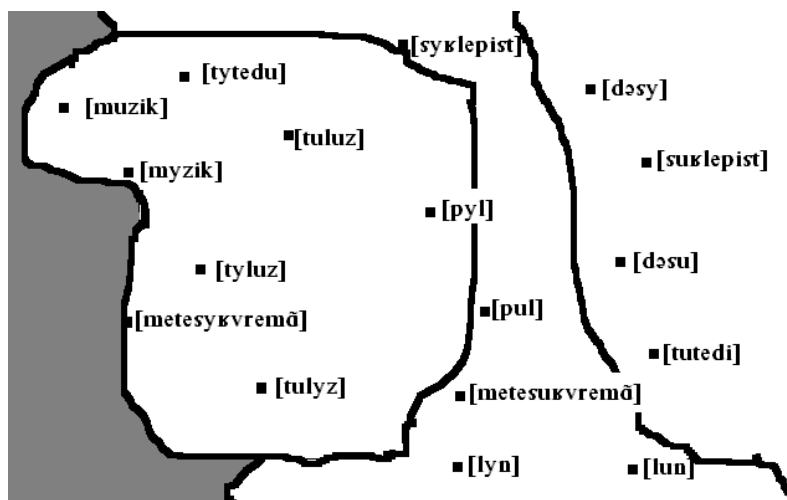 [syʁlepist]
[tytedu]
[dəsy]
[muzik]
[tuluz]
[suʁlepist]
[myzik]
[pyl]
[tyluz]
[dəsu]
[pul]
[metesyʁvremɑ̃]
[tutedi]
[tulyz]
[metesuʁvremɑ̃]
[lyn]
[lun]